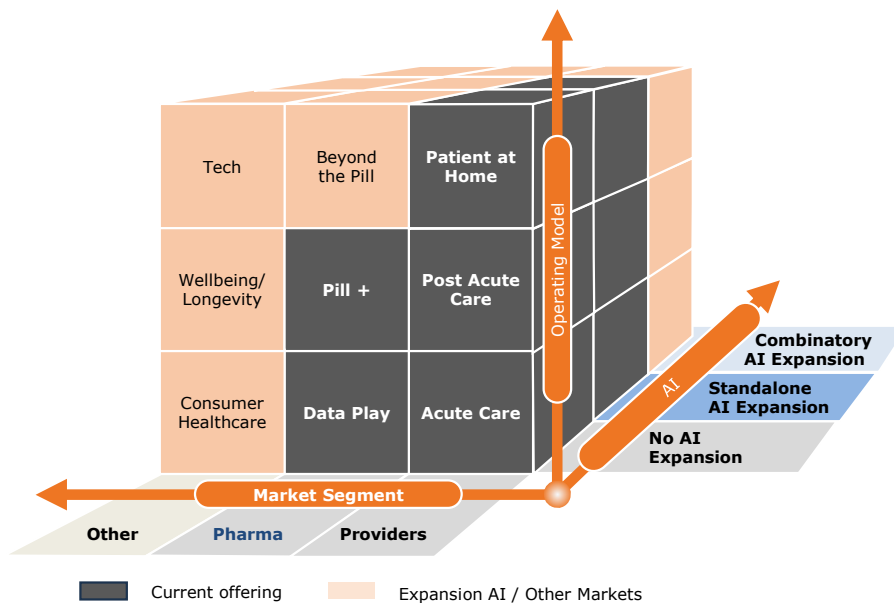 Tech
Beyond
the Pill
Patient at
Home
Wellbeing/
Longevity
Pill +
Post Acute
Care
Consumer
Healthcare
Data Play
Acute Care
Operating Model
AI
Combinatory
AI Expansion
Standalone
AI Expansion
No AI
Expansion
Market Segment
Other
Pharma
Providers
Current offering
Expansion AI / Other Markets